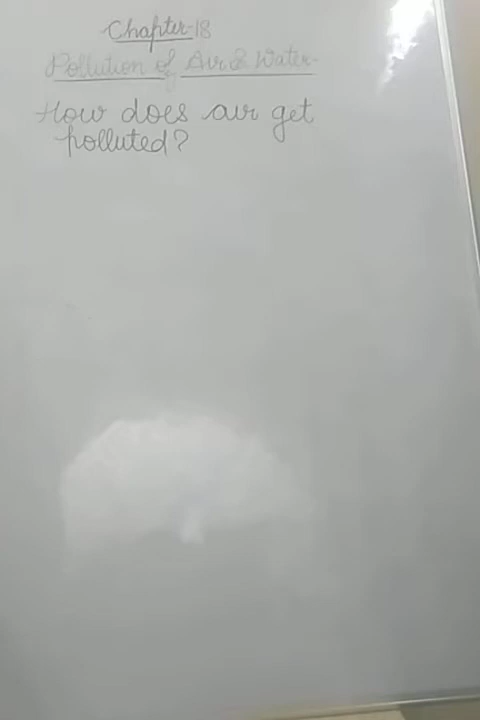 Chapter-18
Pollution of Air & Water-
How does air get
polluted?